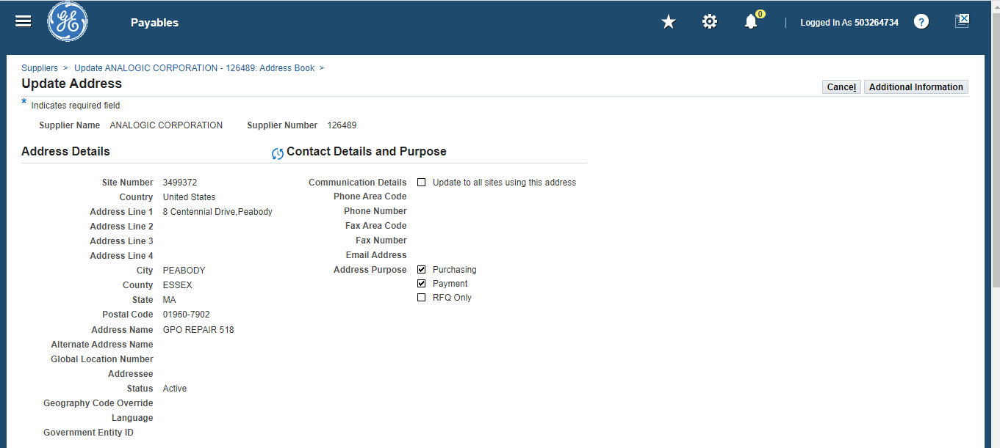 GE
Payables
0
Logged In As 503264734
?
Suppliers > Update ANALOGIC CORPORATION - 126489: Address Book >
Update Address
Cancel Additional Information
* Indicates required field
Supplier Name ANALOGIC CORPORATION Supplier Number 126489
Address Details
Contact Details and Purpose
Site Number 3499372
Country United States
Address Line 1 8 Centennial Drive,Peabody
Address Line 2
Address Line 3
Address Line 4
City PEABODY
County ESSEX
State MA
Postal Code 01960-7902
Address Name GPO REPAIR 518
Alternate Address Name
Global Location Number
Addressee
Status Active
Geography Code Override
Language
Government Entity ID
Communication Details Update to all sites using this address
Phone Area Code
Phone Number
Fax Area Code
Fax Number
Email Address
Address Purpose Purchasing
Payment
RFQ Only